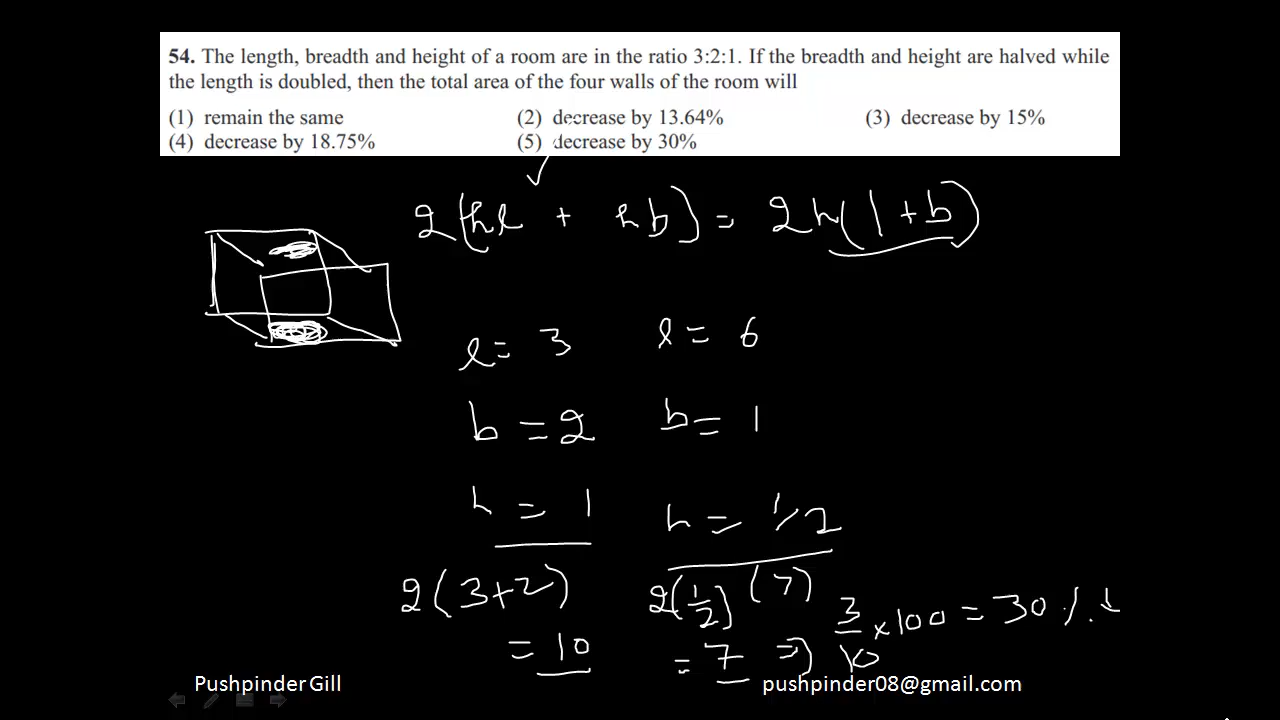 54. The length, breadth and height of a room are in the ratio 3:2:1. If the breadth and height are halved while
the length is doubled, then the total area of the four walls of the room will
(1) remain the same (2) decrease by 13.64% (3) decrease by 15%
(4) decrease by 18.75% (5) decrease by 30%
2(hl + hb) = 2h(l+b)
l = 3 l = 6
b = 2 b = 1
h = 1 h = 1/2
2(3+2) 2(1/2)(7)
= 10 = 7 ⇒ 3/10 × 100 = 30 % ↓
Pushpinder Gill pushpinder08@gmail.com